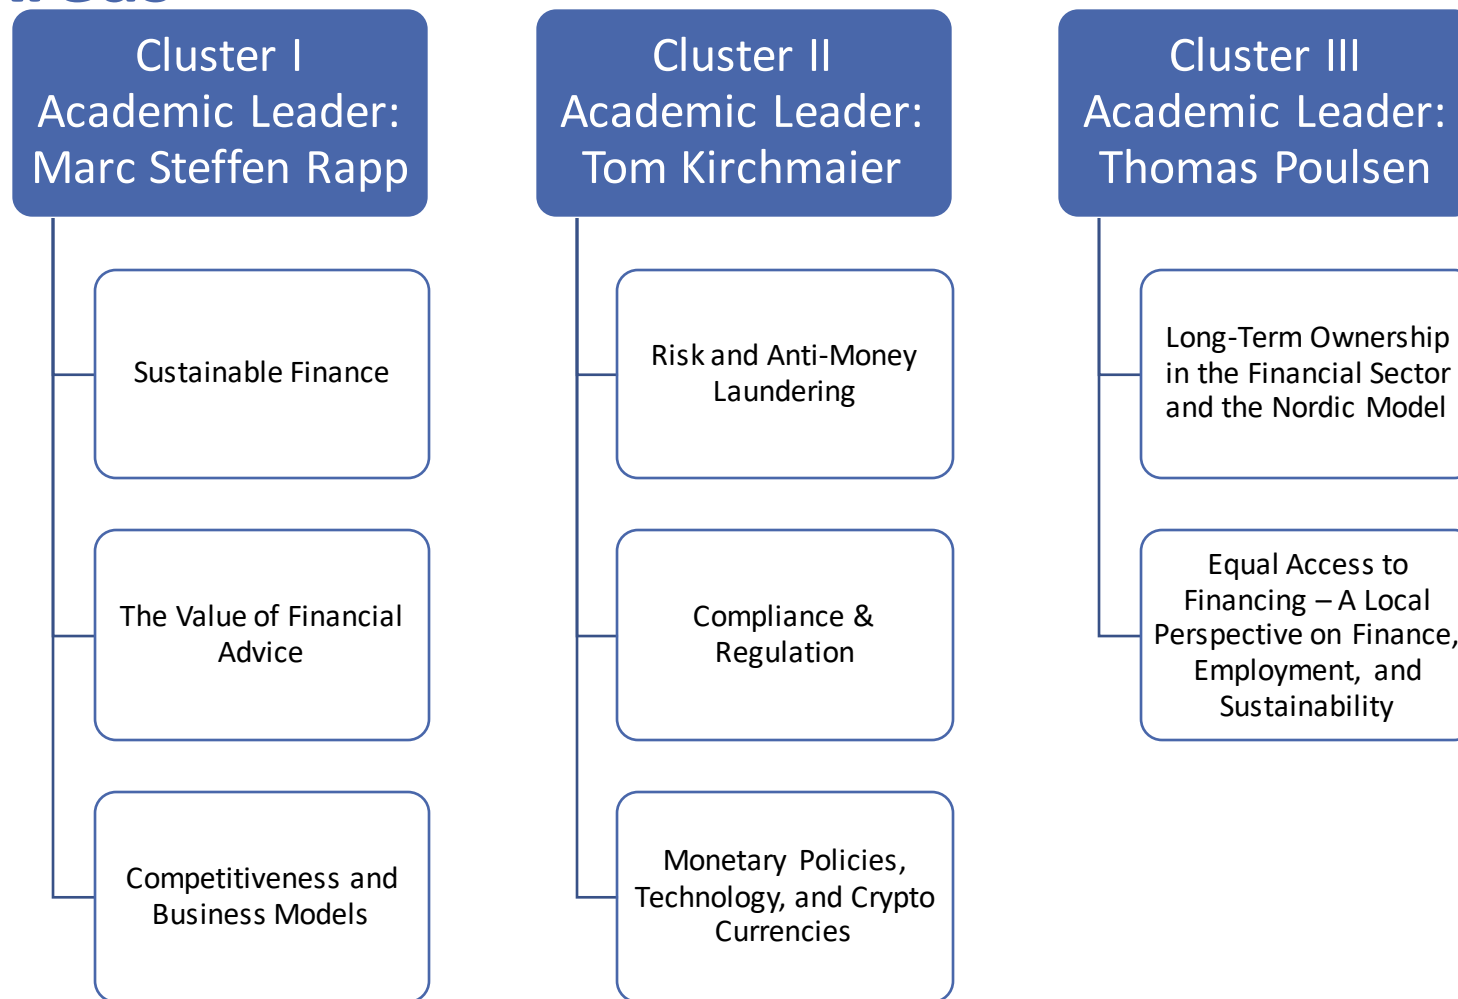 Cluster I
Academic Leader:
Marc Steffen Rapp
Sustainable Finance
The Value of Financial
Advice
Competitiveness and
Business Models
Cluster II
Academic Leader:
Tom Kirchmaier
Risk and Anti-Money
Laundering
Compliance &
Regulation
Monetary Policies,
Technology, and Crypto
Currencies
Cluster III
Academic Leader:
Thomas Poulsen
Long-Term Ownership
in the Financial Sector
and the Nordic Model
Equal Access to
Financing – A Local
Perspective on Finance,
Employment, and
Sustainability